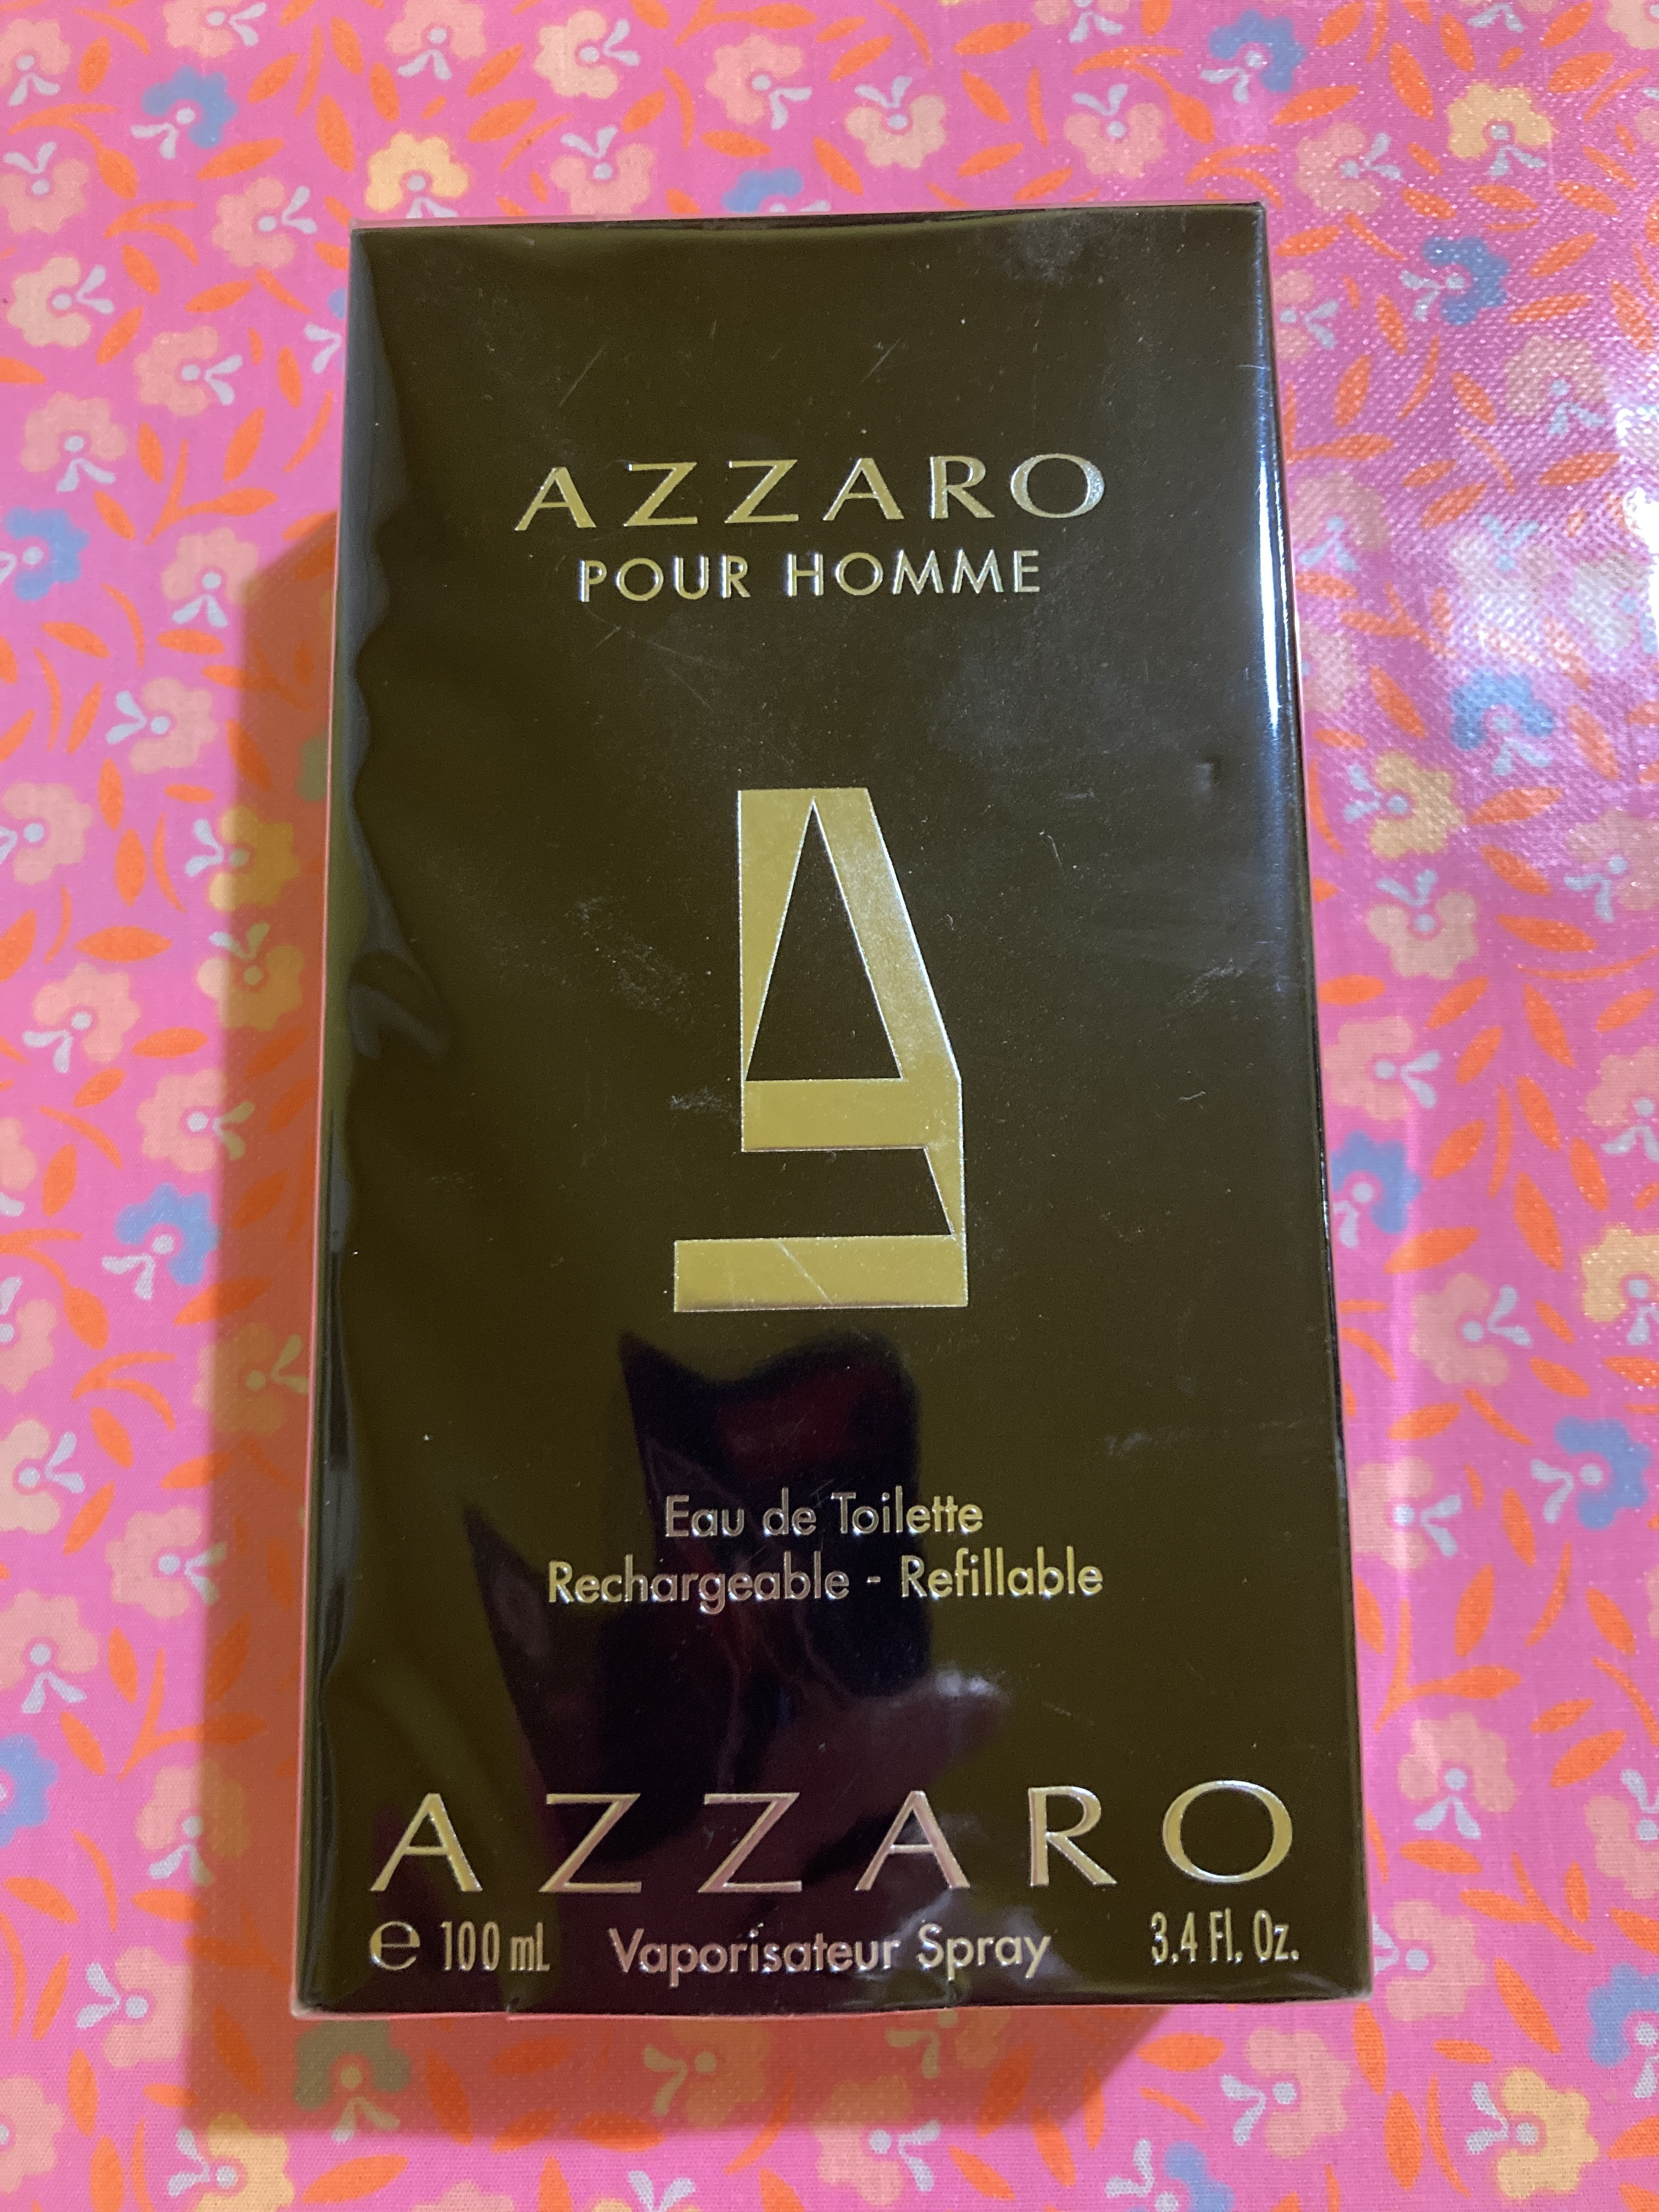 AZZARO
POUR HOMME
Eau de Toilette
Rechargeable - Refillable
AZZARO
e 100 mL Vaporisateur Spray 3.4 Fl. Oz.